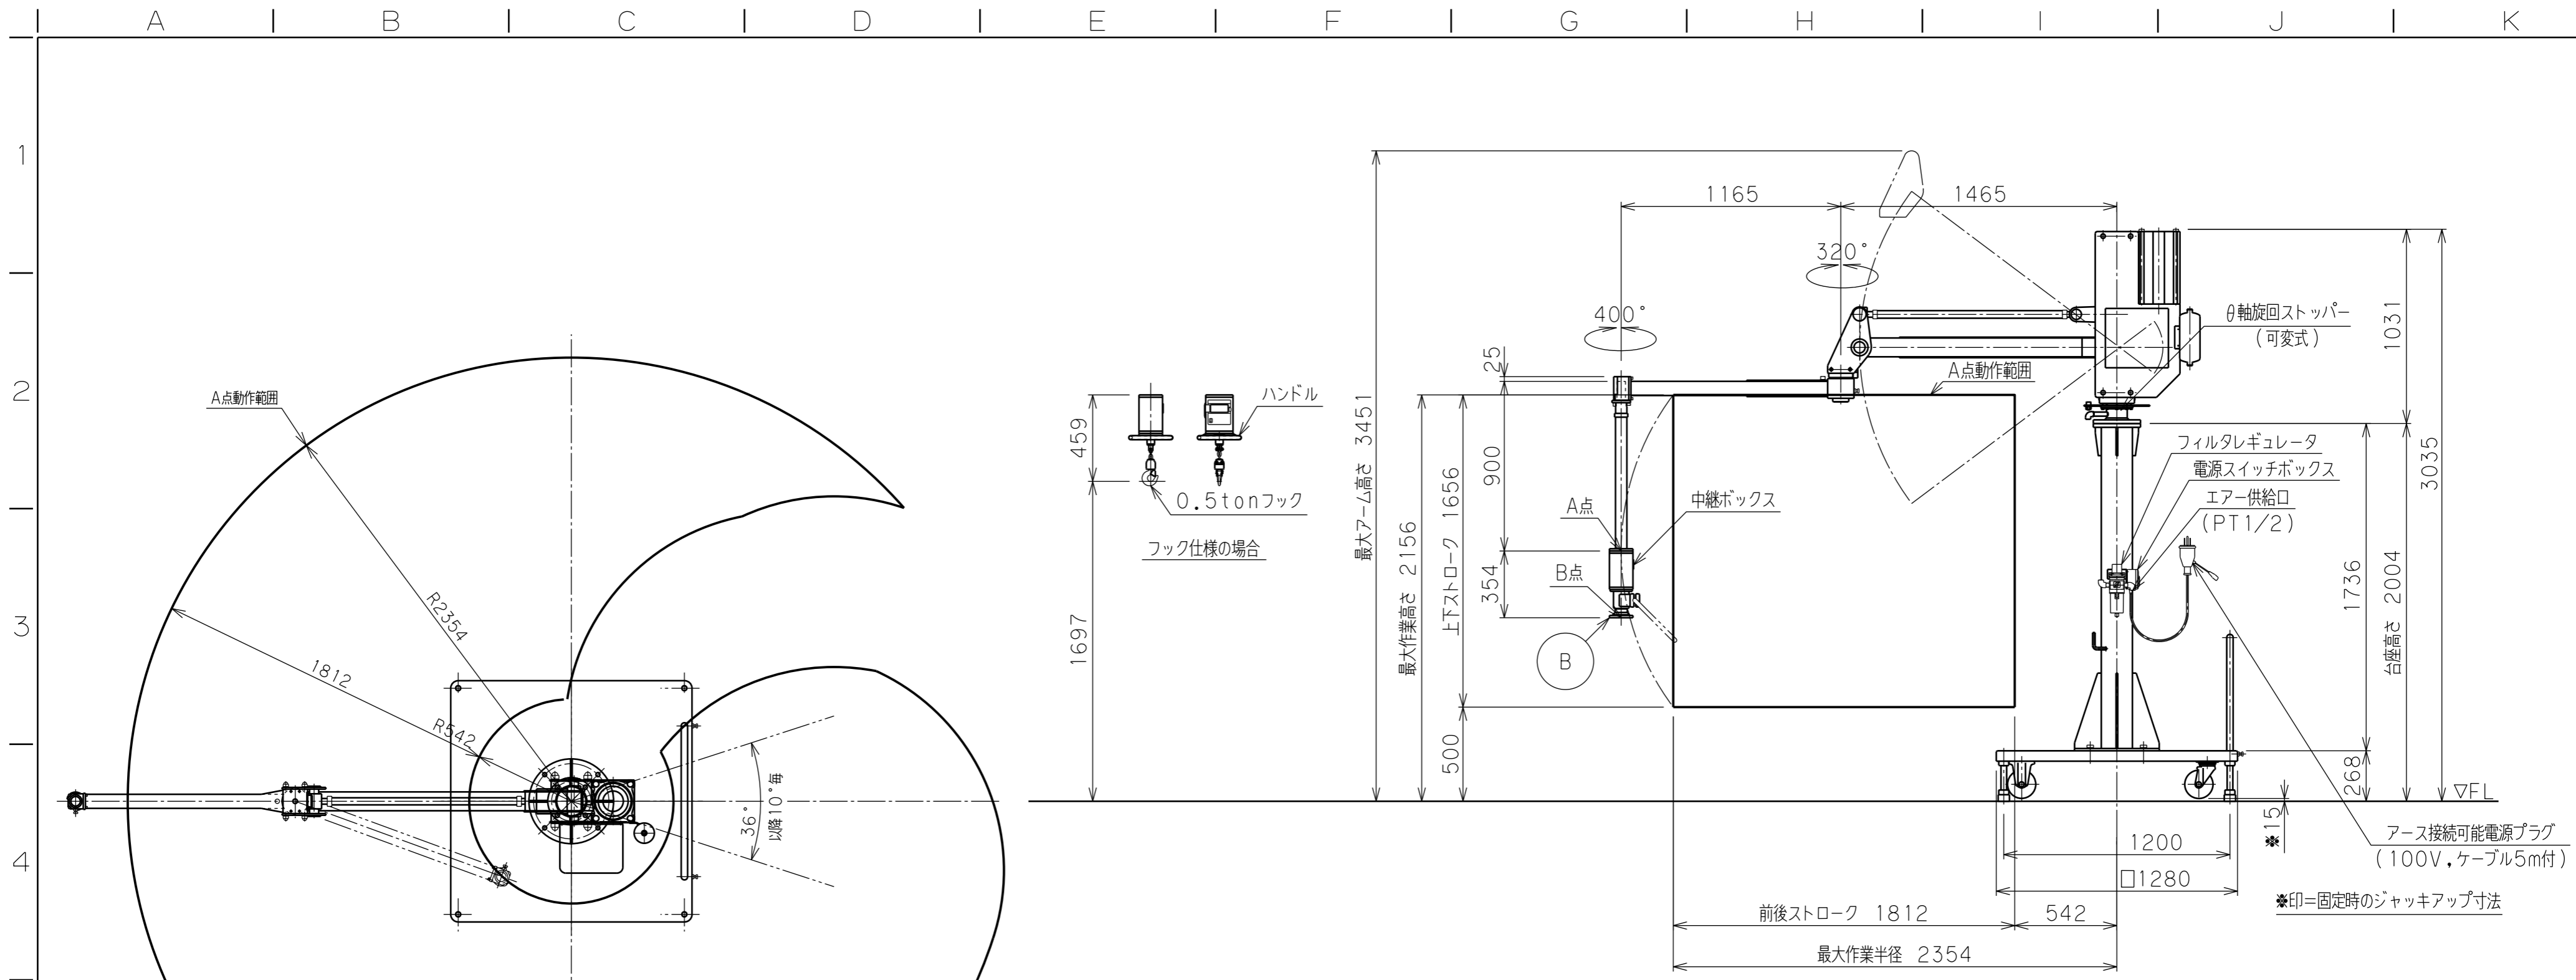 A B C D E F G H I J K
1
2
3
4
A点動作範囲
R2354
1812
R542
36°
以降10°毎
459
1697
ハンドル
0.5tonフック
フック仕様の場合
最大アーム高さ 3451
最大作業高さ 2156
上下ストローク 1656
500
25
900
354
1165
1465
320°
400°
A点動作範囲
A点
B点
B
中継ボックス
θ軸旋回ストッパー
(可変式)
フィルタレギュレータ
電源スイッチボックス
エアー供給口
(PT1/2)
1031
3035
1736
台座高さ 2004
268
▽FL
※15
1200
□1280
アース接続可能電源プラグ
(100V,ケーブル5m付)
※印=固定時のジャッキアップ寸法
前後ストローク 1812
542
最大作業半径 2354